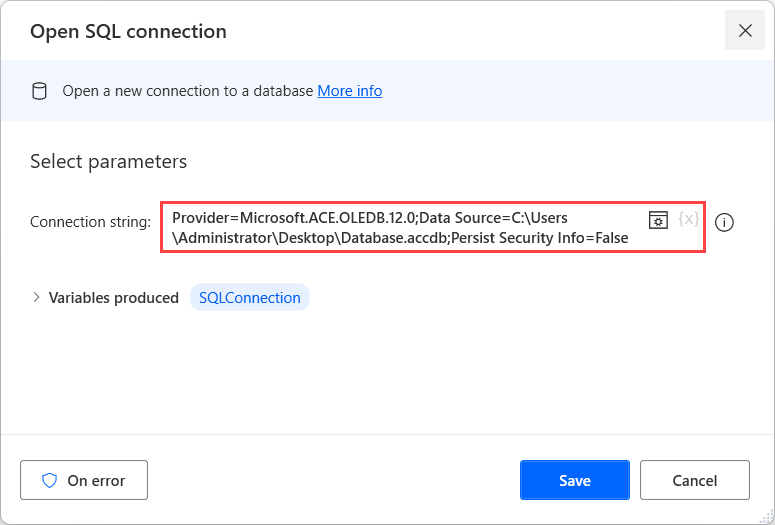 Open SQL connection
Open a new connection to a database More info
Select parameters
Connection string:
Provider=Microsoft.ACE.OLEDB.12.0;Data Source=C:\Users
\Administrator\Desktop\Database.accdb;Persist Security Info=False
{x}
Variables produced SQLConnection
On error Save Cancel